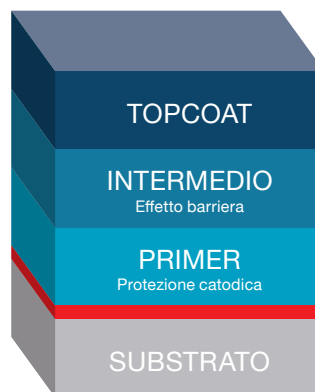 TOPCOAT
INTERMEDIO
Effetto barriera
PRIMER
Protezione catodica
SUBSTRATO